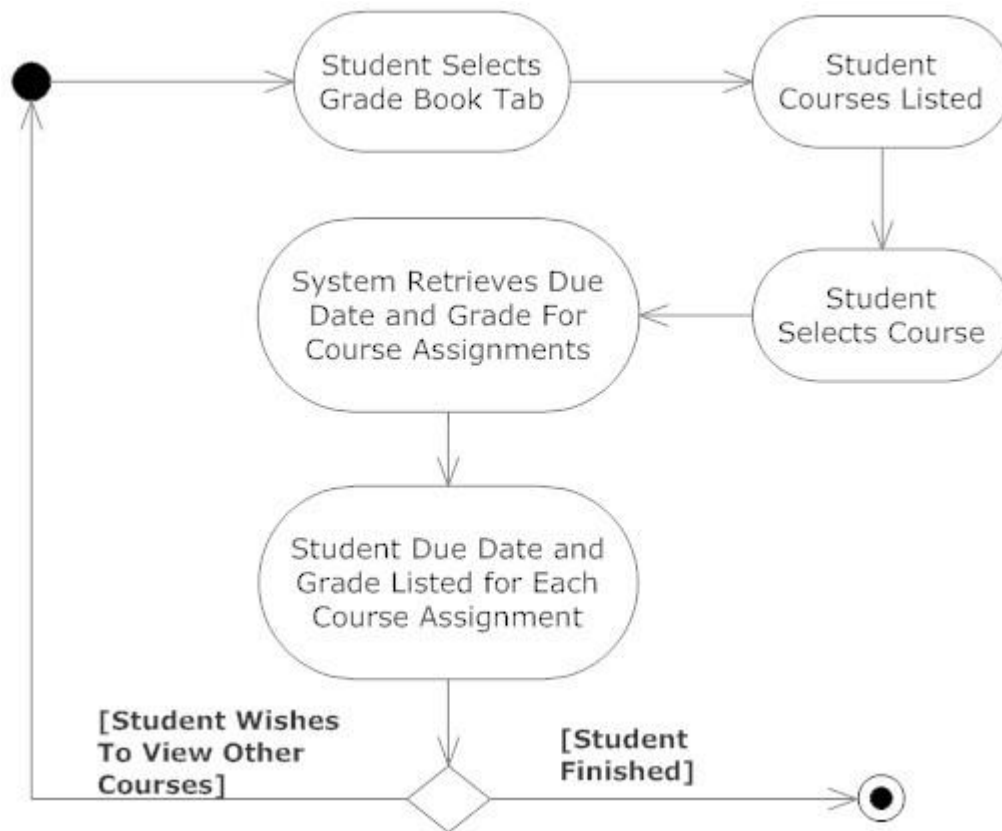 Student Selects
Grade Book Tab
Student
Courses Listed
Student
Selects Course
System Retrieves Due
Date and Grade For
Course Assignments
Student Due Date and
Grade Listed for Each
Course Assignment
[Student Wishes
To View Other
Courses]
[Student
Finished]